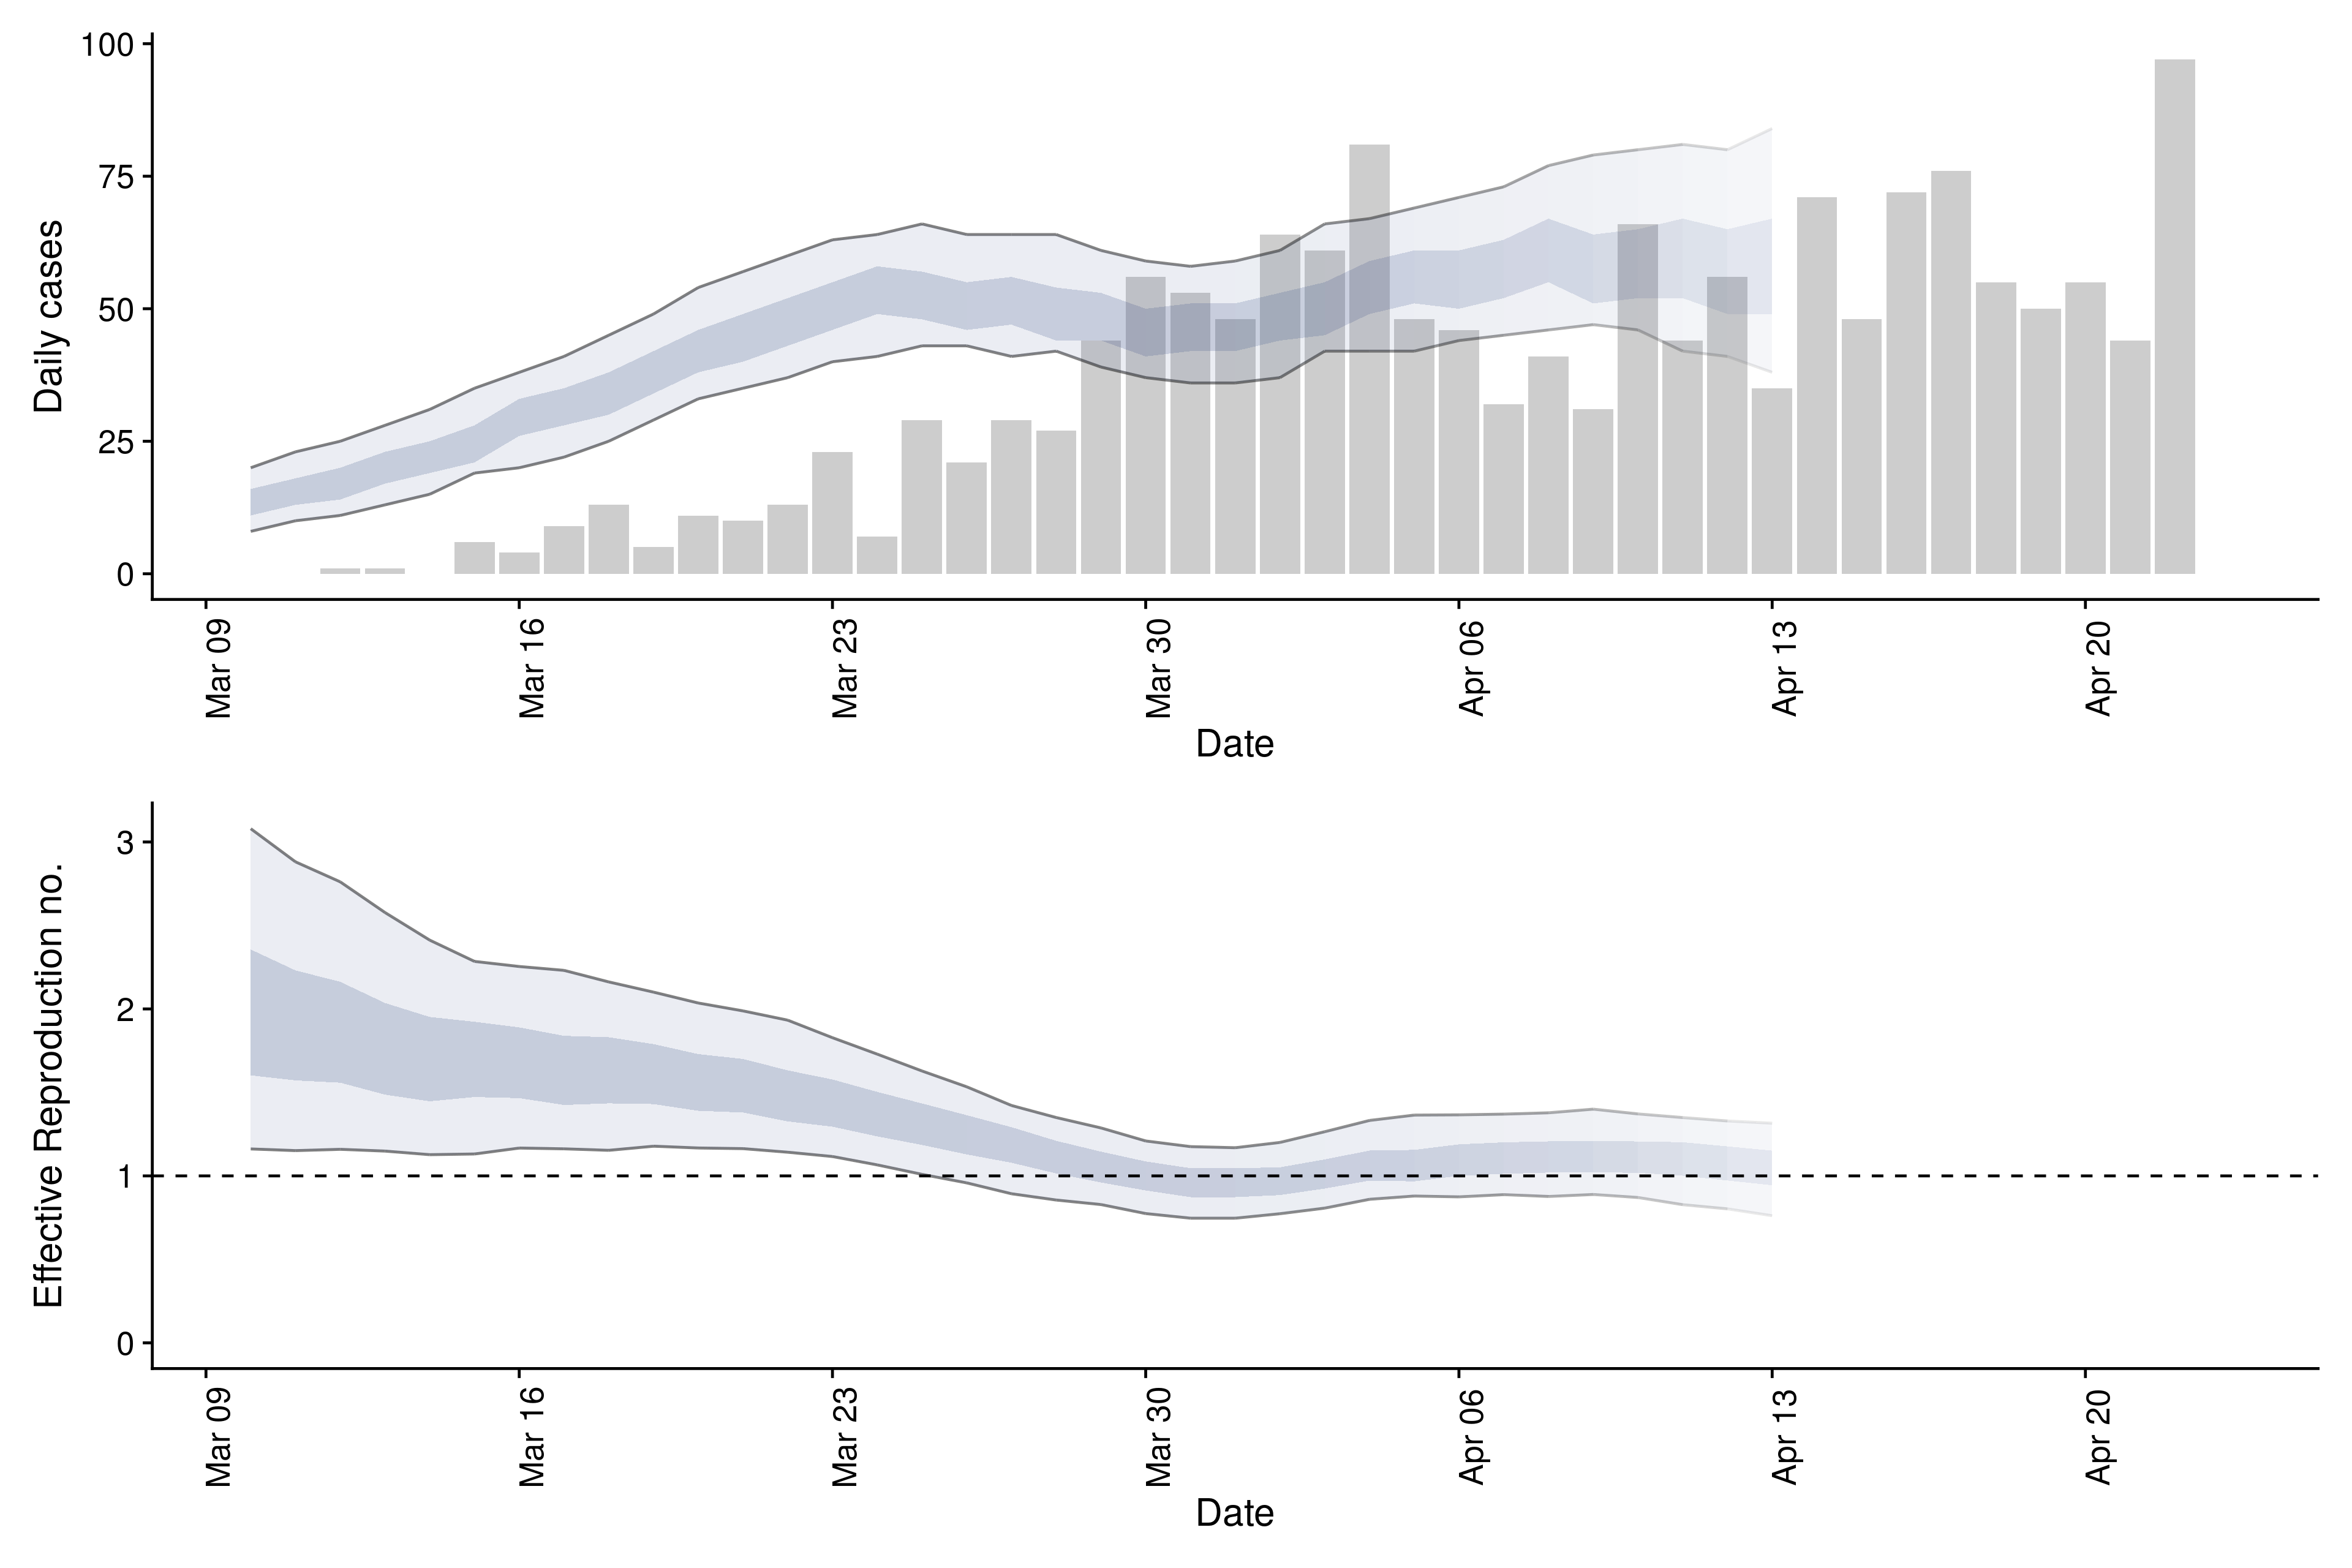 Daily cases
100
75
50
25
0
Mar 09
Mar 16
Mar 23
Mar 30
Apr 06
Apr 13
Apr 20
Date
Effective Reproduction no.
3
2
1
0
Mar 09
Mar 16
Mar 23
Mar 30
Apr 06
Apr 13
Apr 20
Date